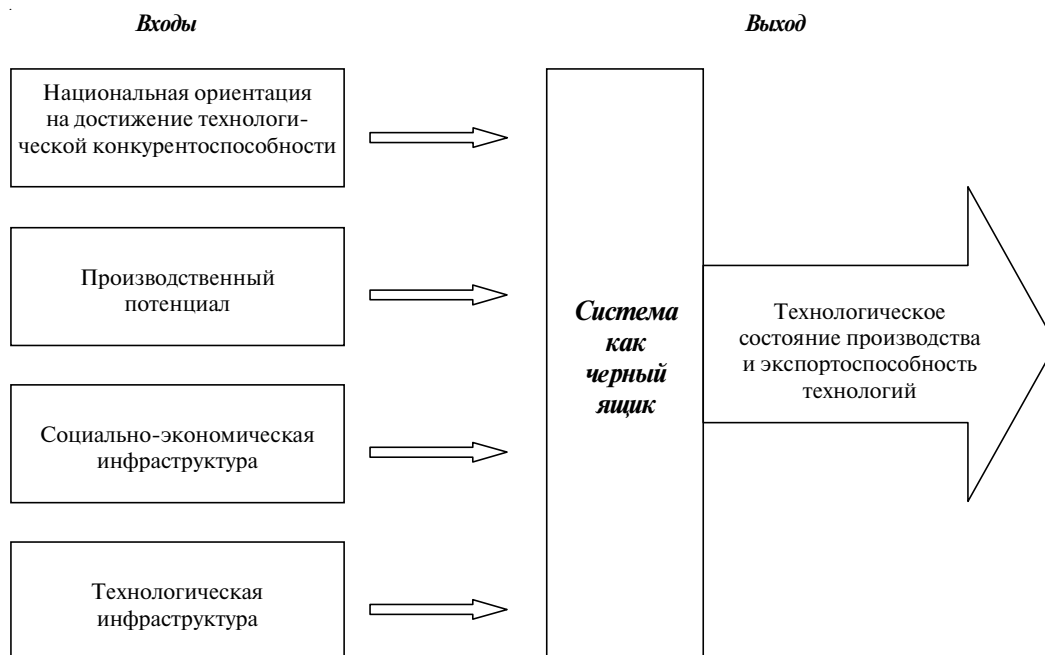 Входы
Выход
Национальная ориентация
на достижение технологи-
ческой конкурентоспособности
Производственный
потенциал
Социально-экономическая
инфраструктура
Технологическая
инфраструктура
Система
как
черный
ящик
Технологическое
состояние производства
и экспортоспособность
технологий